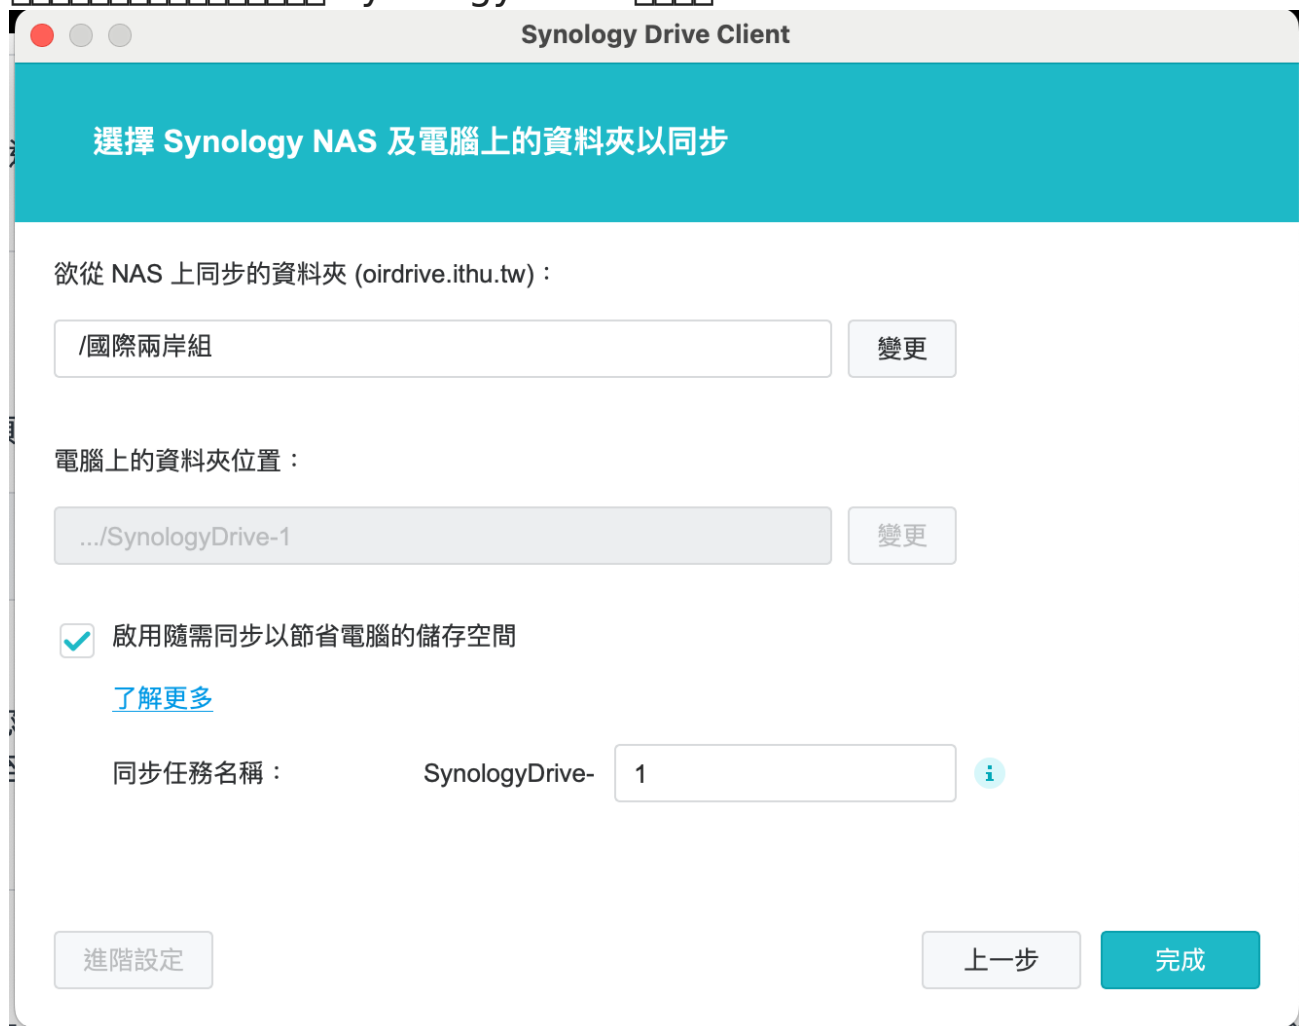 Synology Drive Client
選擇 Synology NAS 及電腦上的資料夾以同步
欲從 NAS 上同步的資料夾 (oirdrive.ithu.tw)：
/國際兩岸組
變更
電腦上的資料夾位置：
.../SynologyDrive-1
變更
啟用隨需同步以節省電腦的儲存空間
了解更多
同步任務名稱：
SynologyDrive-
1
i
進階設定
上一步
完成